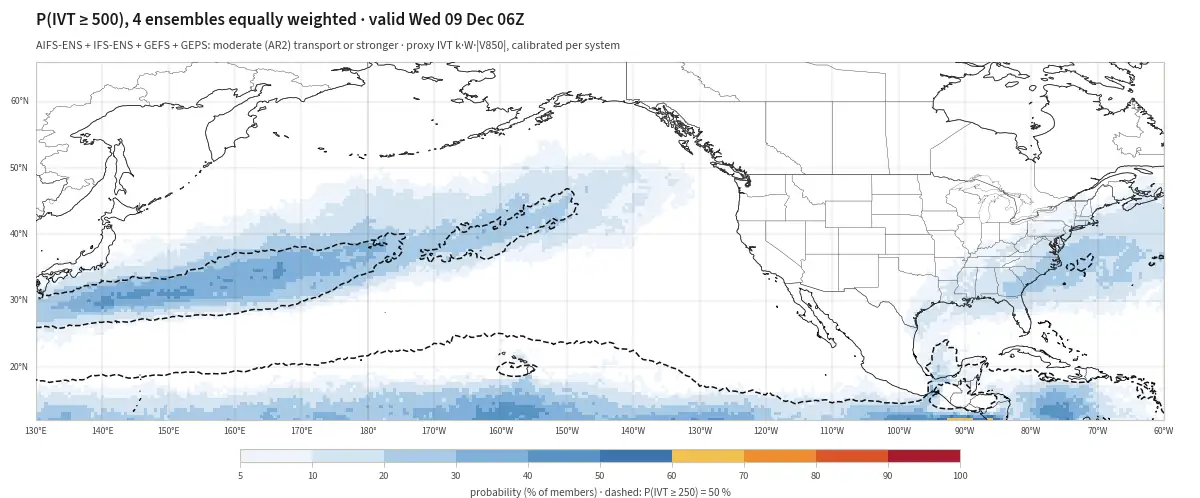 P(IVT ≥ 500), 4 ensembles equally weighted · valid Wed 09 Dec 06Z
AIFS-ENS + IFS-ENS + GEFS + GEPS: moderate (AR2) transport or stronger · proxy IVT k·W·|V850|, calibrated per system
60°N
50°N
40°N
30°N
20°N
130°E 140°E 150°E 160°E 170°E 180° 170°W 160°W 150°W 140°W 130°W 120°W 110°W 100°W 90°W 80°W 70°W 60°W
5 10 20 30 40 50 60 70 80 90 100
probability (% of members) · dashed: P(IVT ≥ 250) = 50 %